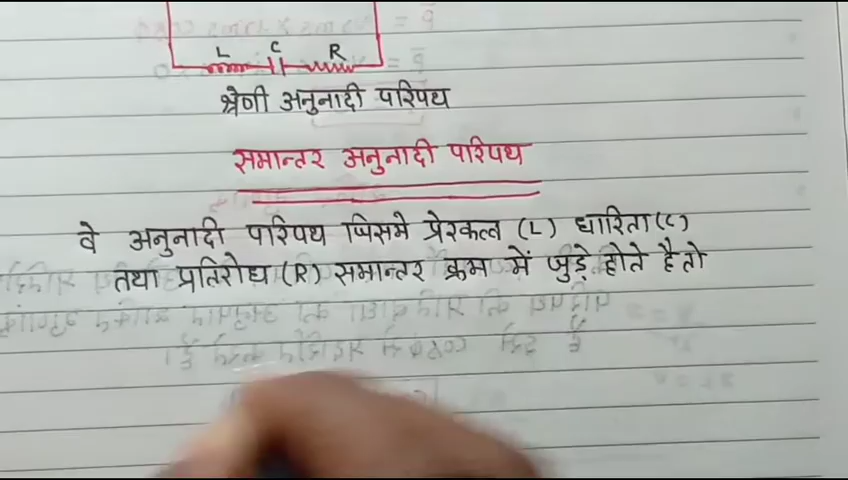 L C R
श्रेणी अनुनादी परिपथ
समान्तर अनुनादी परिपथ
वे अनुनादी परिपथ जिसमे प्रेरकत्व (L) धारिता (C)
तथा प्रतिरोध (R) समान्तर क्रम में जुड़े होते है तो